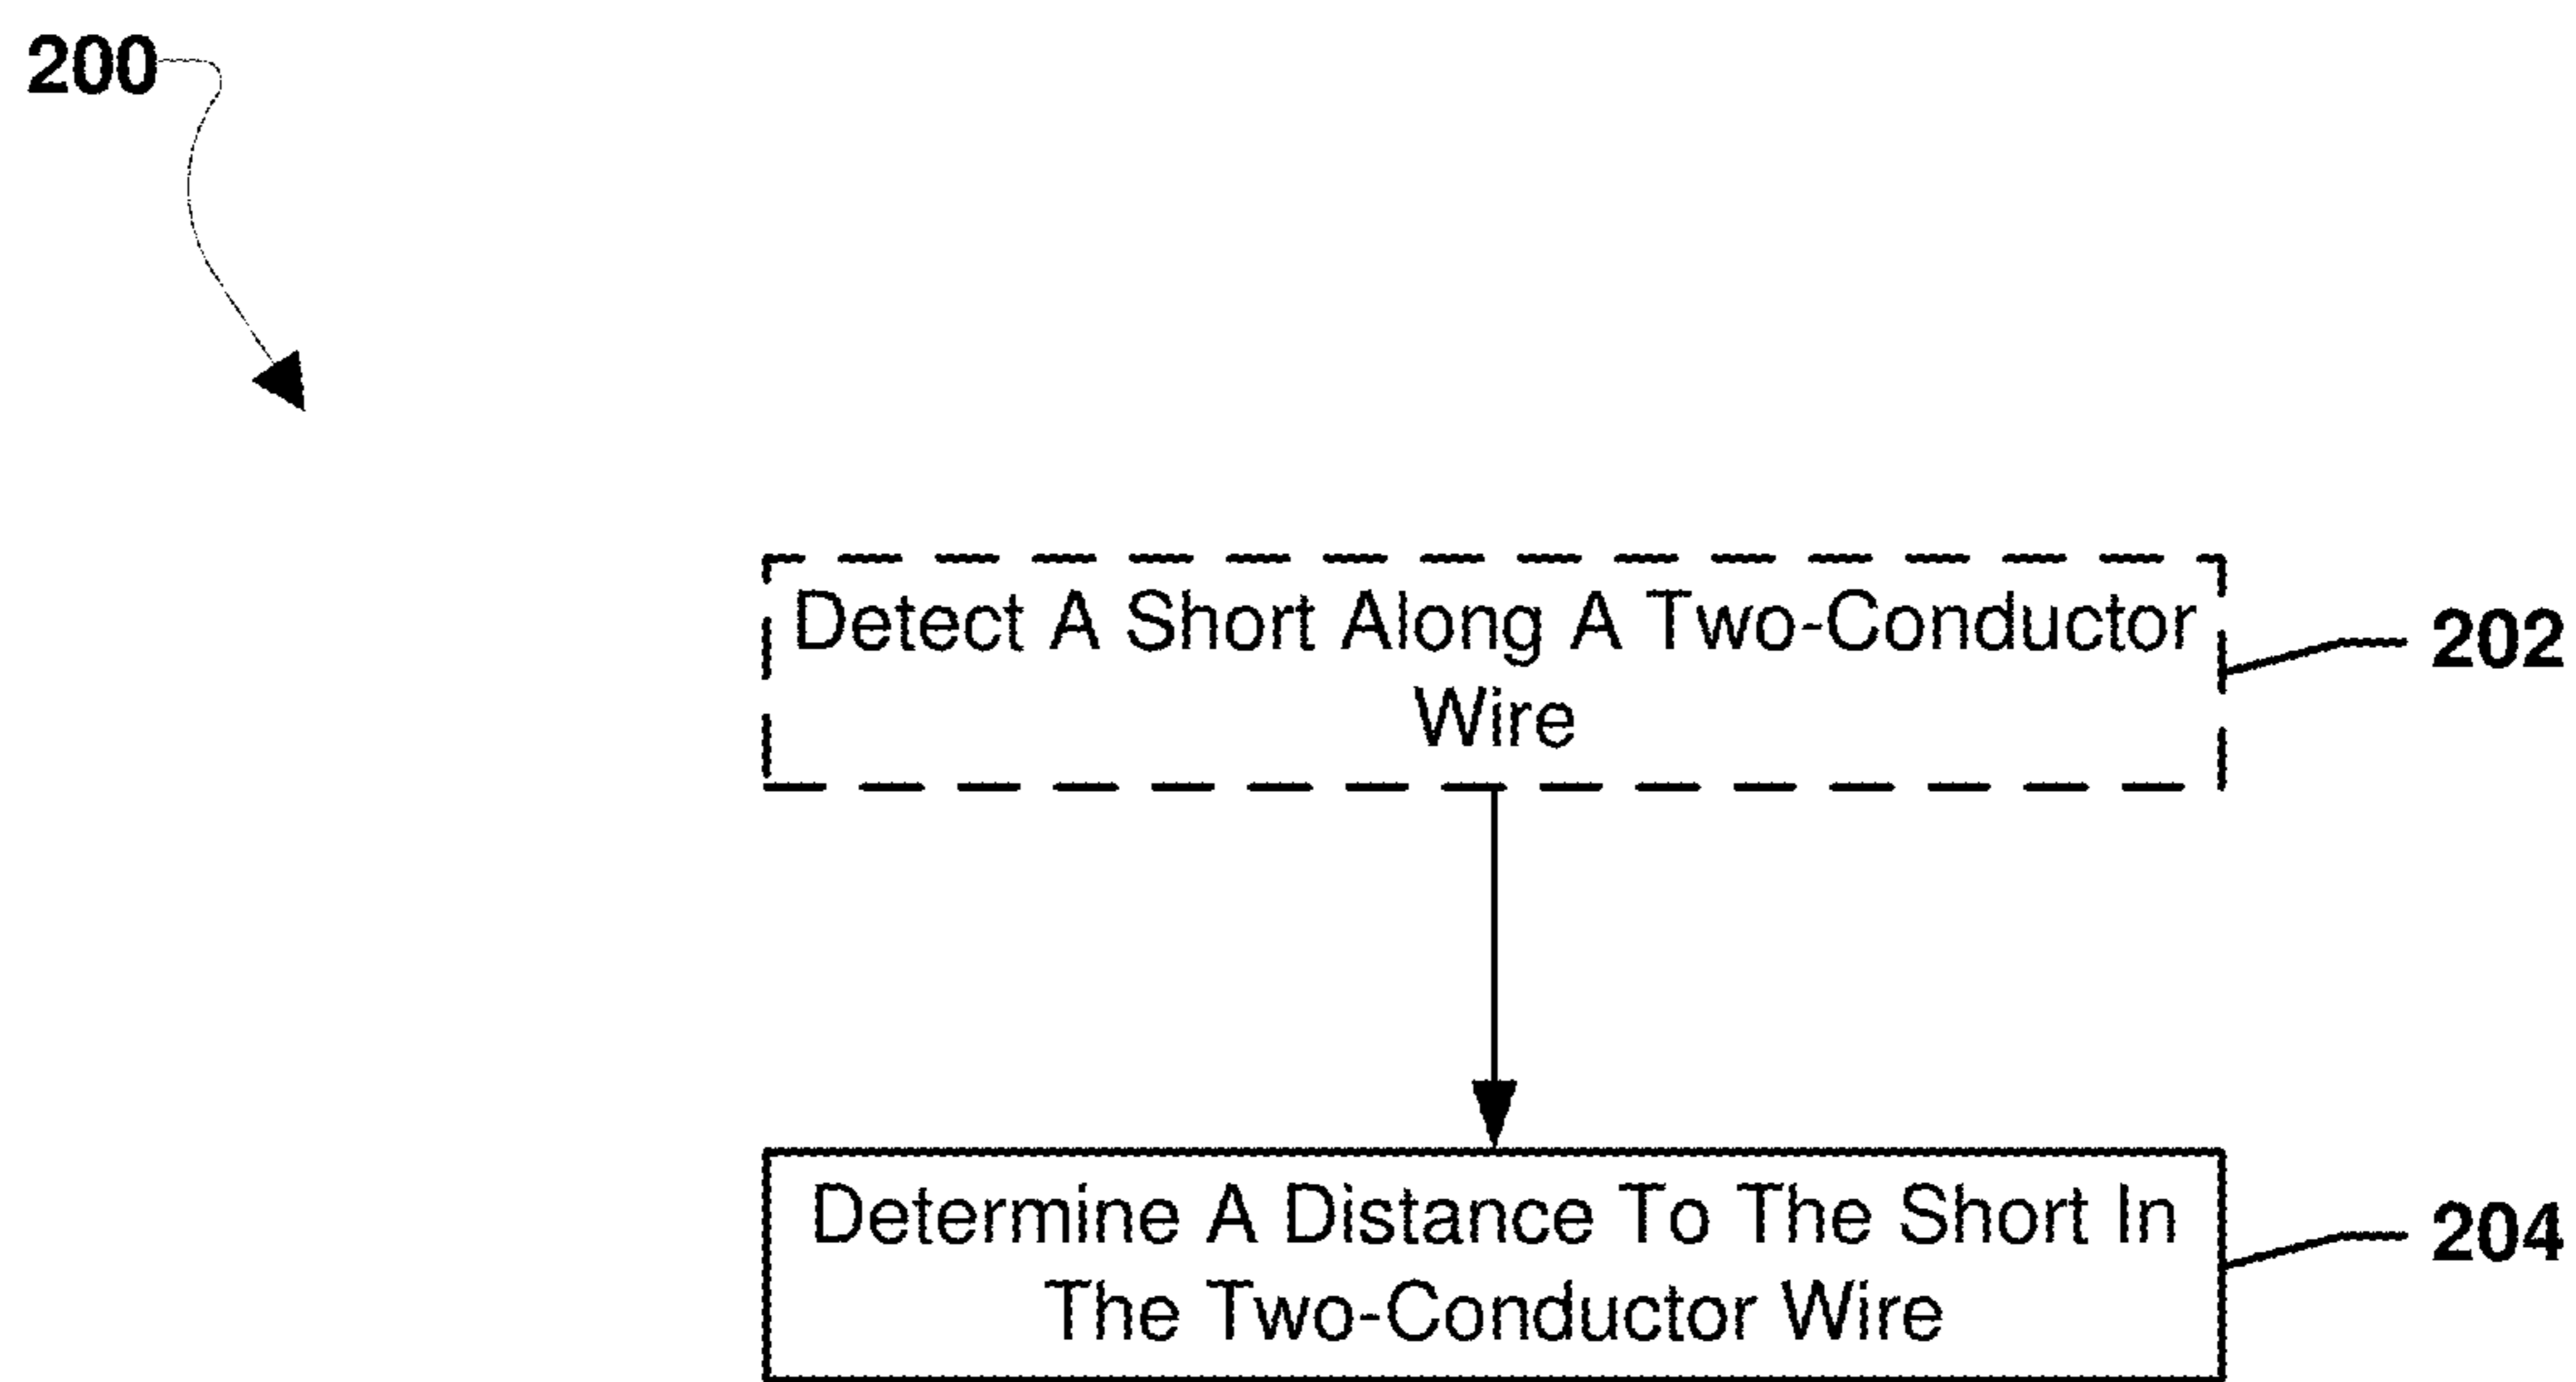 200
Detect A Short Along A Two-Conductor
Wire
202
Determine A Distance To The Short In
The Two-Conductor Wire
204